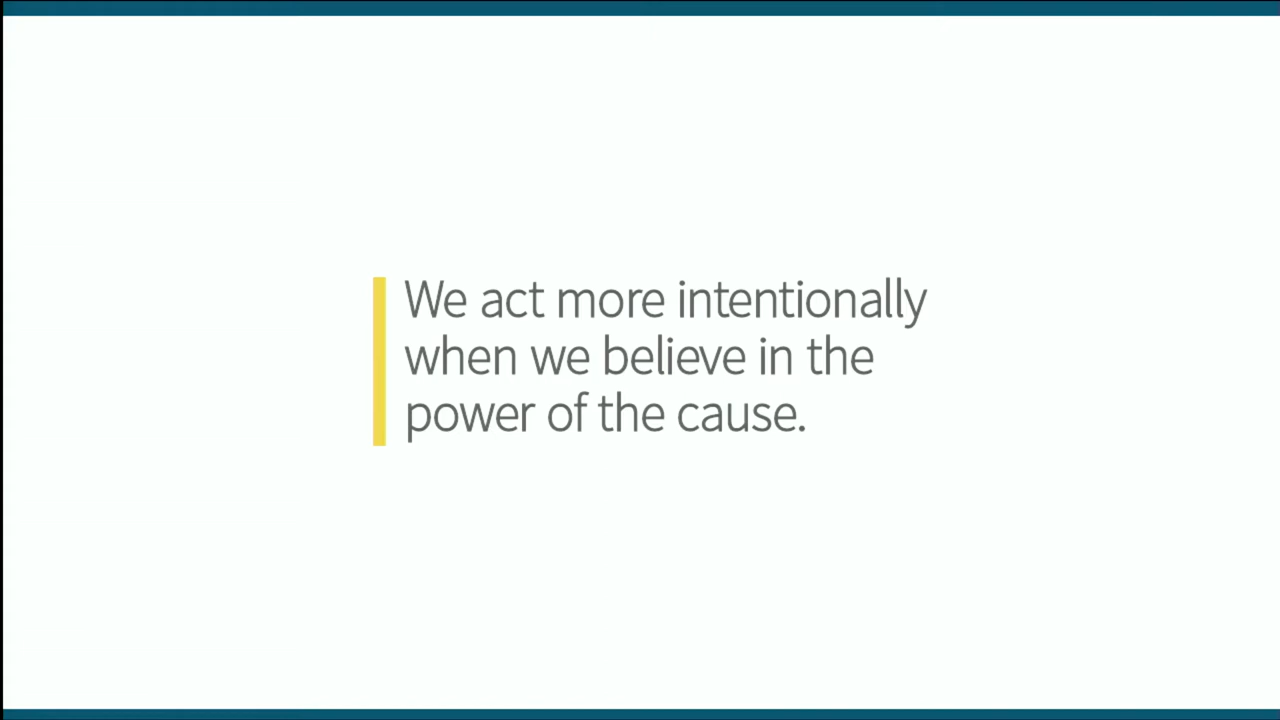 We act more intentionally
when we believe in the
power of the cause.